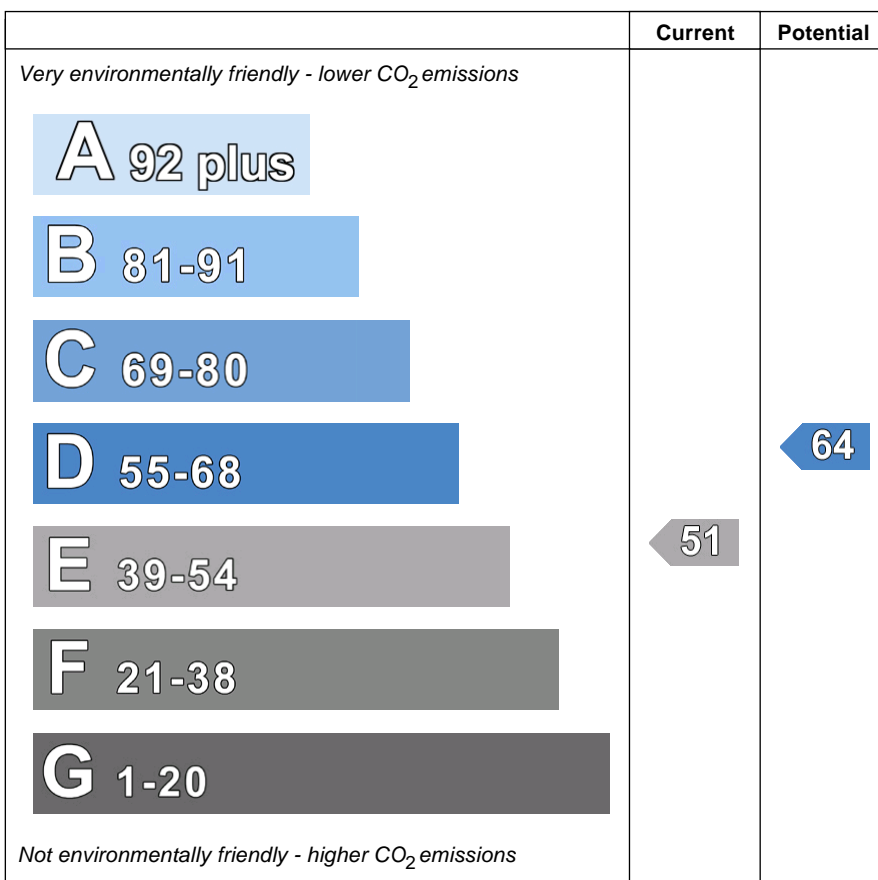 Current Potential
Very environmentally friendly - lower CO2 emissions
A 92 plus
B 81-91
C 69-80
D 55-68
64
E 39-54
51
F 21-38
G 1-20
Not environmentally friendly - higher CO2 emissions